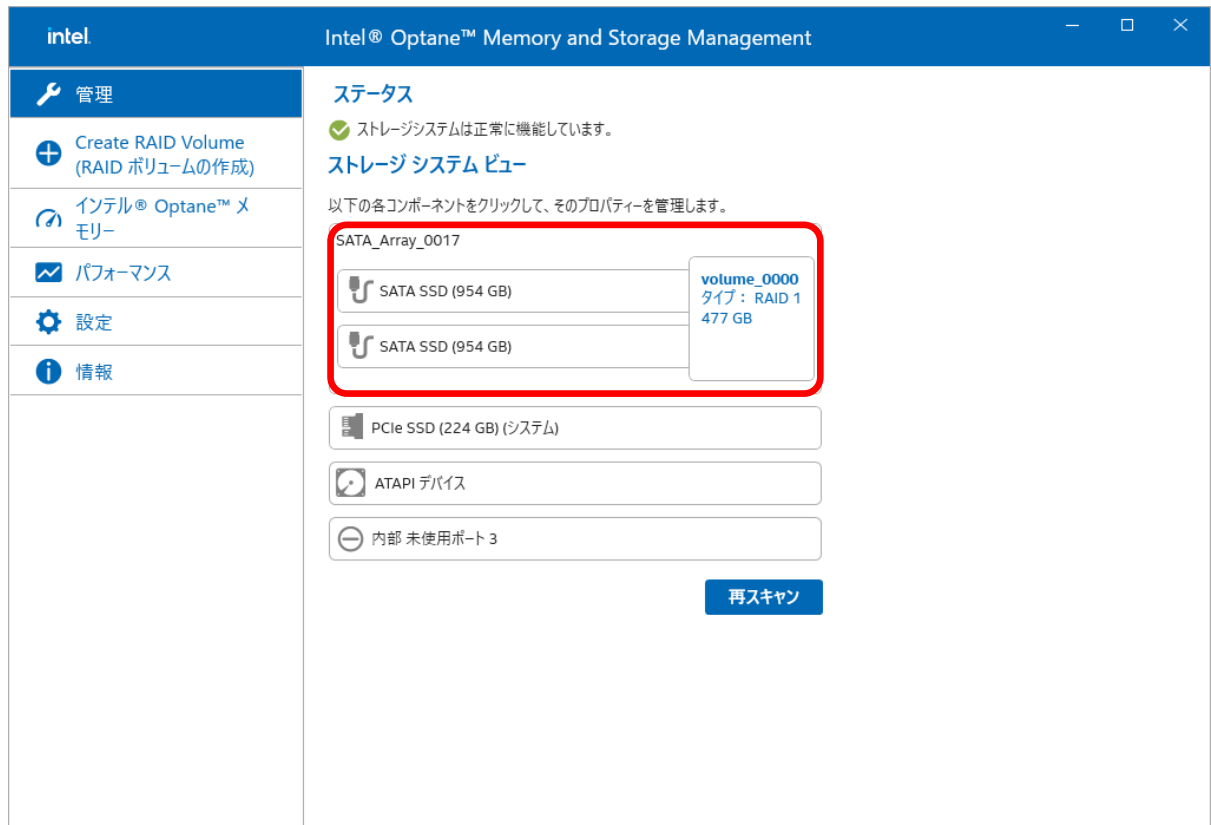 intel.
Intel® Optane™ Memory and Storage Management
管理
Create RAID Volume
(RAID ボリュームの作成)
インテル® Optane™ メ
モリー
パフォーマンス
設定
情報
ステータス
ストレージシステムは正常に機能しています。
ストレージ システム ビュー
以下の各コンポーネントをクリックして、そのプロパティーを管理します。
SATA_Array_0017
SATA SSD (954 GB)
SATA SSD (954 GB)
volume_0000
タイプ： RAID 1
477 GB
PCIe SSD (224 GB) (システム)
ATAPI デバイス
内部 未使用ポート 3
再スキャン